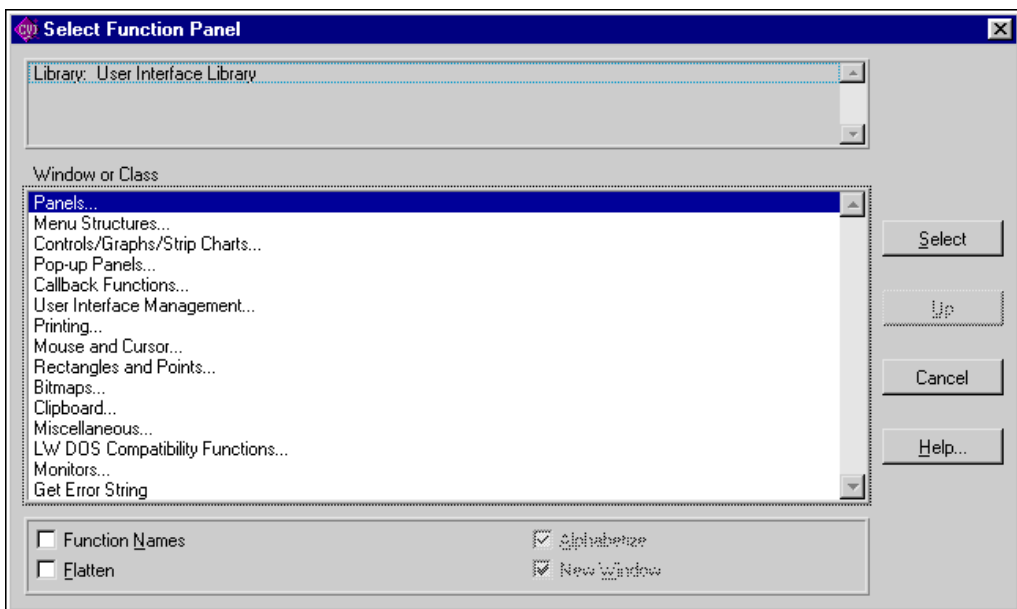 CVI Select Function Panel
Library: User Interface Library
Window or Class
Panels...
Menu Structures...
Controls/Graphs/Strip Charts...
Pop-up Panels...
Callback Functions...
User Interface Management...
Printing...
Mouse and Cursor...
Rectangles and Points...
Bitmaps...
Clipboard...
Miscellaneous...
LW DOS Compatibility Functions...
Monitors...
Get Error String
Select
Up
Cancel
Help...
Function Names
Alphabetize
Flatten
New Window